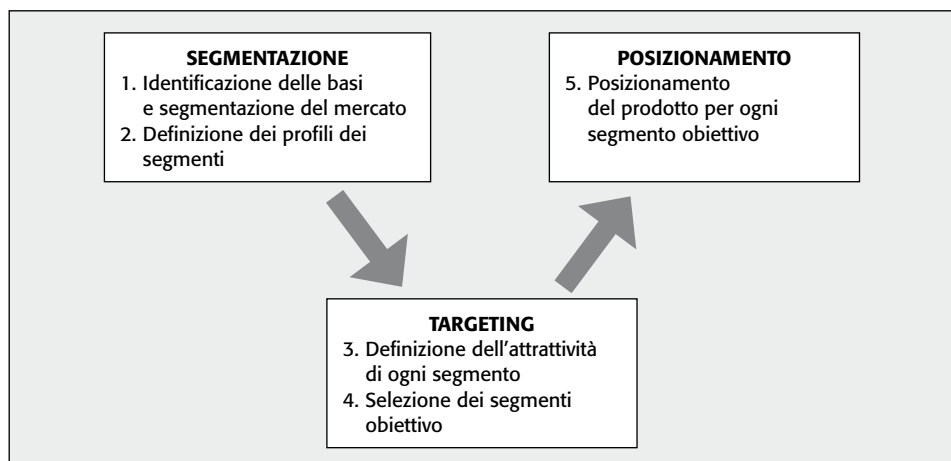 SEGMENTAZIONE
1. Identificazione delle basi
e segmentazione del mercato
2. Definizione dei profili dei
segmenti
TARGETING
3. Definizione dell’attrattività
di ogni segmento
4. Selezione dei segmenti
obiettivo
POSIZIONAMENTO
5. Posizionamento
del prodotto per ogni
segmento obiettivo